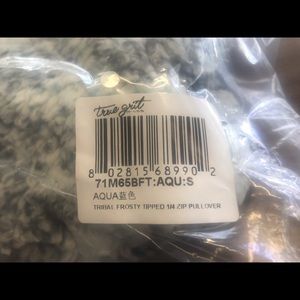 true grit
8 02815 68990 2
71M65BFT:AQU:S
AQUA蓝色
TRIBAL FROSTY TIPPED 1/4 ZIP PULLOVER